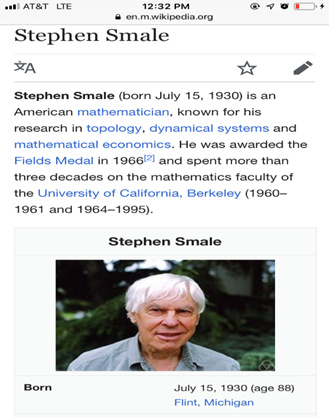 AT&T LTE 12:32 PM
en.m.wikipedia.org
Stephen Smale
文A
Stephen Smale (born July 15, 1930) is an
American mathematician, known for his
research in topology, dynamical systems and
mathematical economics. He was awarded the
Fields Medal in 1966[2] and spent more than
three decades on the mathematics faculty of
the University of California, Berkeley (1960–
1961 and 1964–1995).
Stephen Smale
Born July 15, 1930 (age 88)
Flint, Michigan